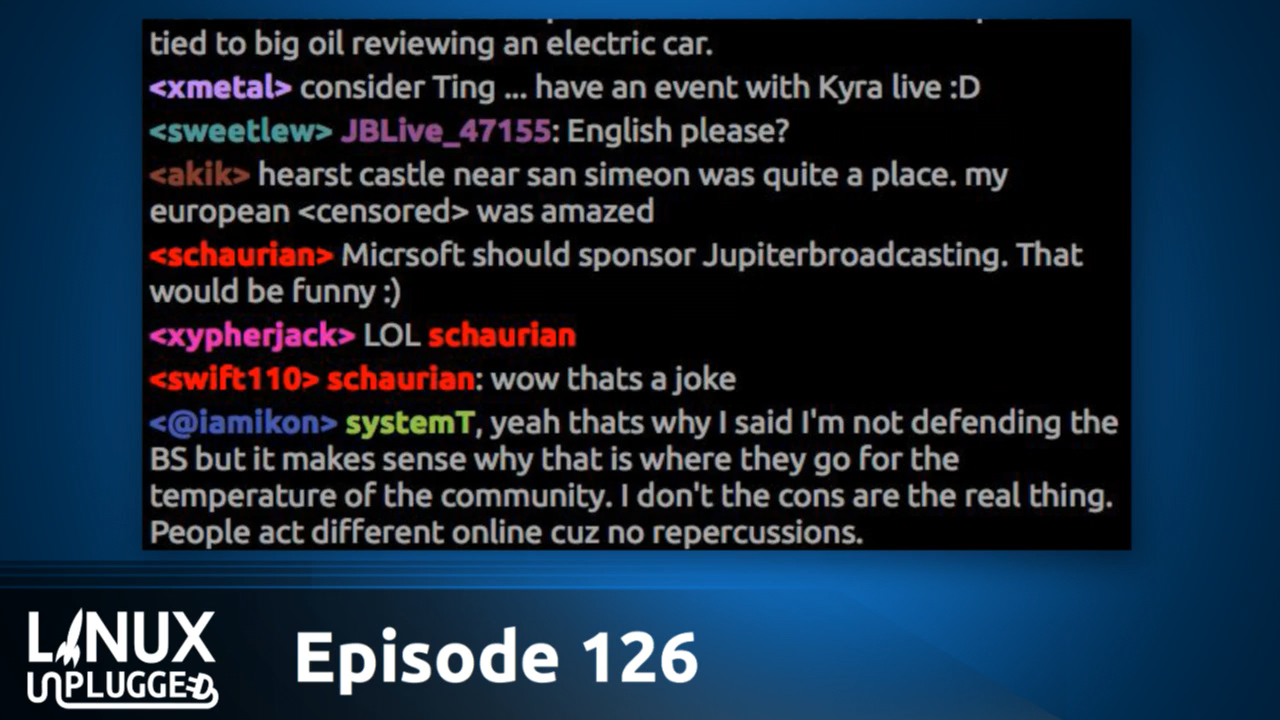 tied to big oil reviewing an electric car.
<xmetal> consider Ting ... have an event with Kyra live :D
<sweetlew> JBLive_47155: English please?
<akik> hearst castle near san simeon was quite a place. my
european <censored> was amazed
<schaurian> Micrsoft should sponsor Jupiterbroadcasting. That
would be funny :)
<xypherjack> LOL schaurian
<swift110> schaurian: wow thats a joke
<@iamikon> systemT, yeah thats why I said I'm not defending the
BS but it makes sense why that is where they go for the
temperature of the community. I don't the cons are the real thing.
People act different online cuz no repercussions.
LINUX
UNPLUGGED
Episode 126